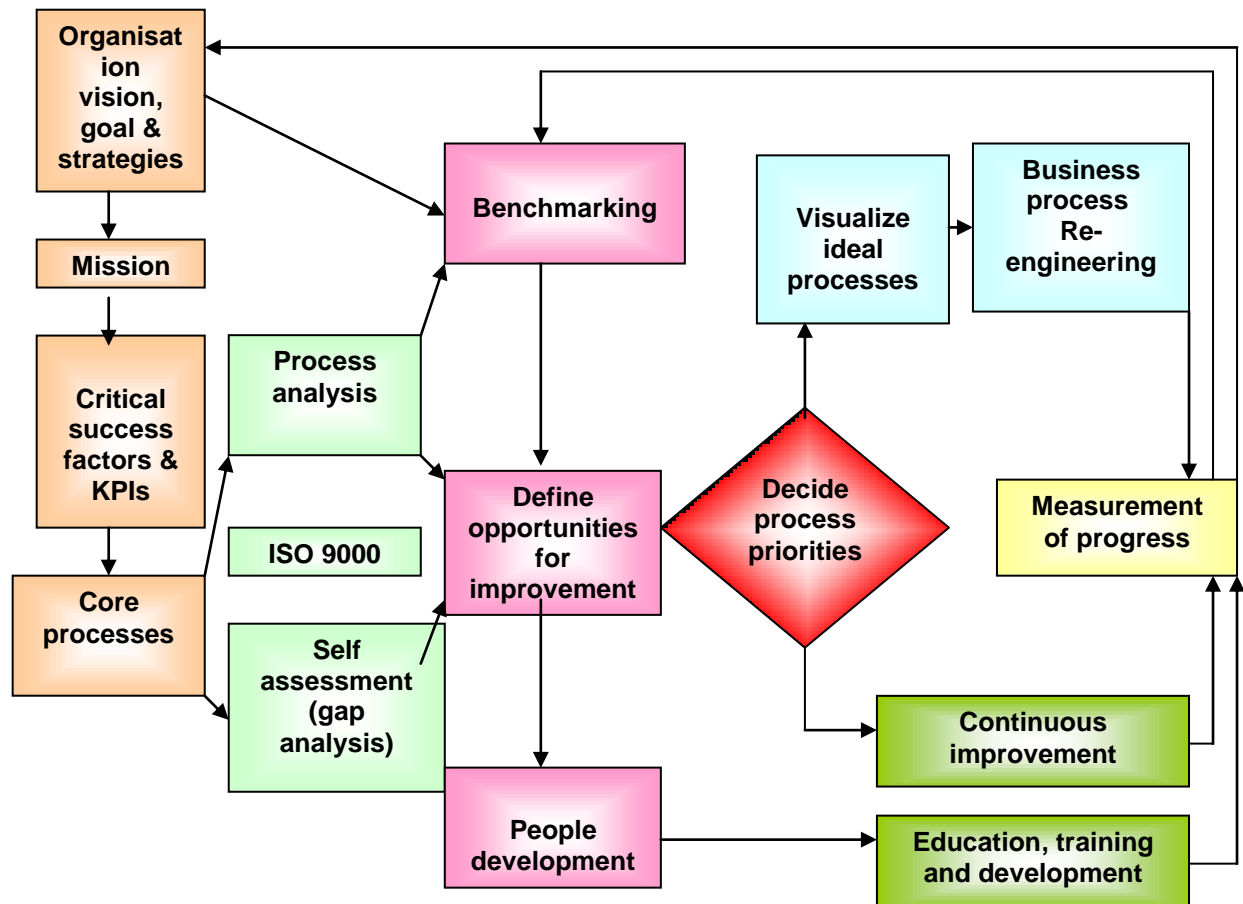 Organisat
ion
vision,
goal &
strategies
Mission
Critical
success
factors &
KPIs
Core
processes
Process
analysis
ISO 9000
Self
assessment
(gap
analysis)
Benchmarking
Define
opportunities
for
improvement
People
development
Decide
process
priorities
Visualize
ideal
processes
Business
process
Re-
engineering
Measurement
of progress
Continuous
improvement
Education, training
and development